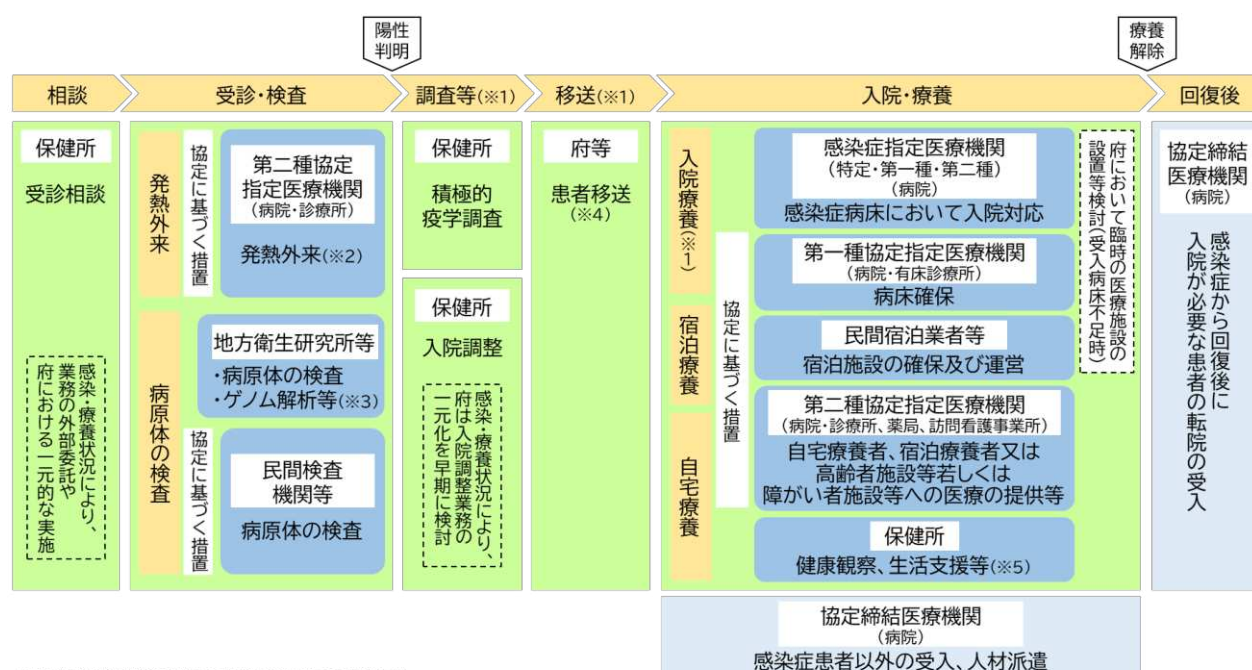 陽性
判明
療養
解除
相談
受診・検査
調査等(※1)
移送(※1)
入院・療養
回復後
保健所
受診相談
感染・療養状況により、
業務の外部委託や
府における一元的な実施
発熱外来
協定に基づく措置
第二種協定
指定医療機関
(病院・診療所)
発熱外来(※2)
病原体の検査
地方衛生研究所等
・病原体の検査
・ゲノム解析等(※3)
協定に基づく措置
民間検査
機関等
病原体の検査
保健所
積極的
疫学調査
保健所
入院調整
感染・療養状況により、
府は入院調整業務の
一元化を早期に検討
府等
患者移送
(※4)
入院療養(※1)
宿泊療養
自宅療養
協定に基づく措置
感染症指定医療機関
(特定・第一種・第二種)
(病院)
感染症病床において入院対応
第一種協定指定医療機関
(病院・有床診療所)
病床確保
民間宿泊業者等
宿泊施設の確保及び運営
第二種協定指定医療機関
(病院・診療所、薬局、訪問看護事業所)
自宅療養者、宿泊療養者又は
高齢者施設等若しくは
障がい者施設等への医療の提供等
保健所
健康観察、生活支援等(※5)
府において臨時の医療施設の
設置等検討(受入病床不足時)
協定締結医療機関
(病院)
感染症患者以外の受入、人材派遣
協定締結
医療機関
(病院)
感染症から回復後に
入院が必要な患者の転院の受入